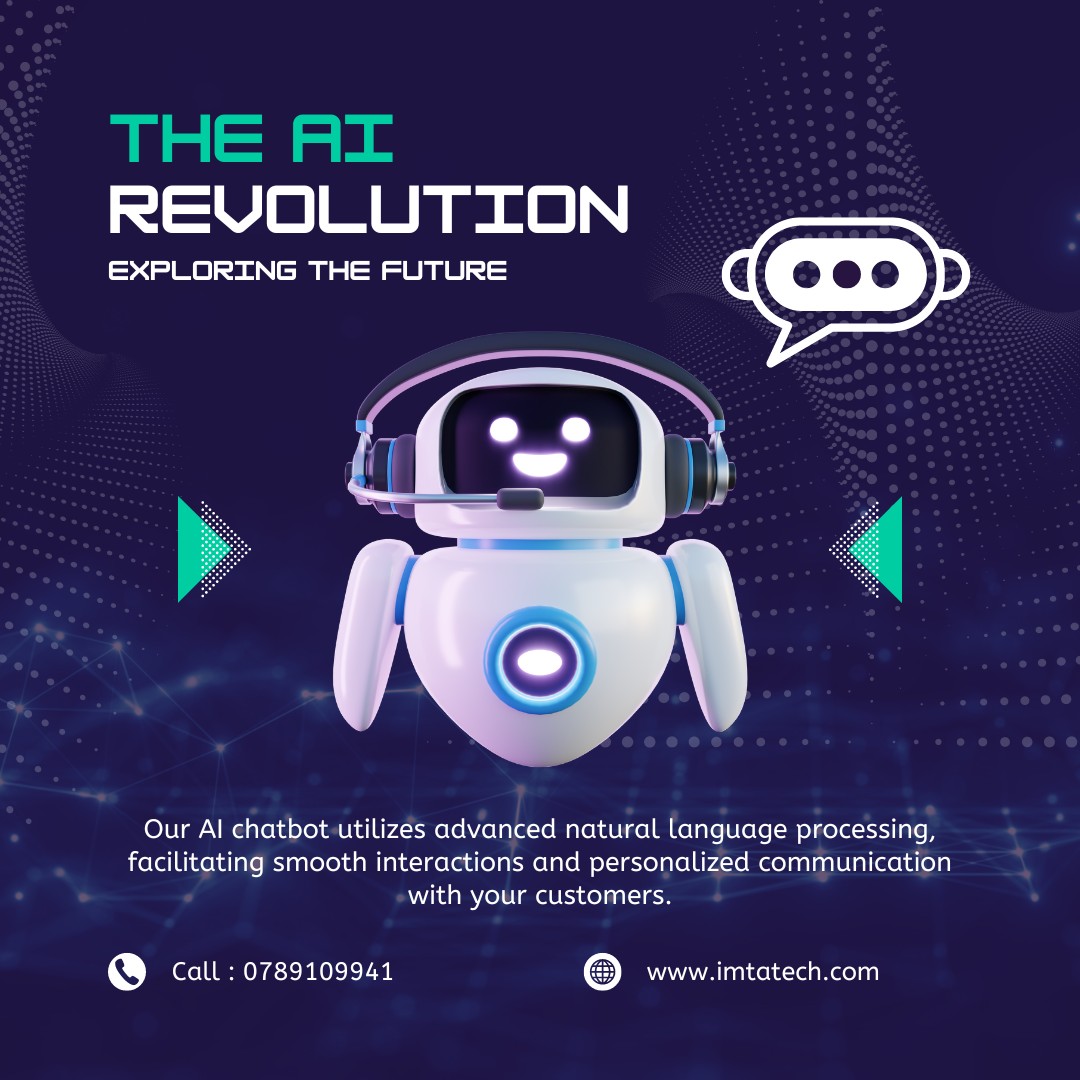 THE AI
REVOLUTION
EXPLORING THE FUTURE
Our AI chatbot utilizes advanced natural language processing,
facilitating smooth interactions and personalized communication
with your customers.
Call : 0789109941
www.imtatech.com